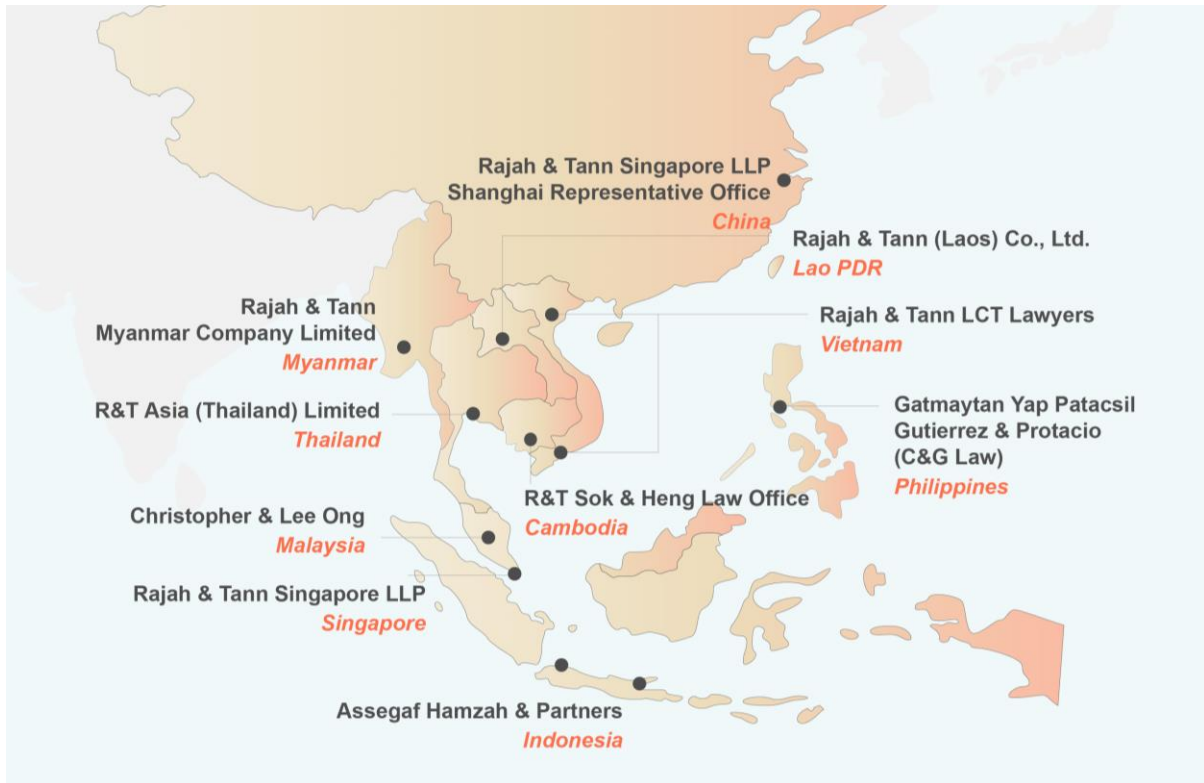 Rajah & Tann Singapore LLP
Shanghai Representative Office
China
Rajah & Tann (Laos) Co., Ltd.
Lao PDR
Rajah & Tann
Myanmar Company Limited
Myanmar
Rajah & Tann LCT Lawyers
Vietnam
R&T Asia (Thailand) Limited
Thailand
Gatmaytan Yap Patacsil
Gutierrez & Protacio
(C&G Law)
Philippines
R&T Sok & Heng Law Office
Cambodia
Christopher & Lee Ong
Malaysia
Rajah & Tann Singapore LLP
Singapore
Assegaf Hamzah & Partners
Indonesia